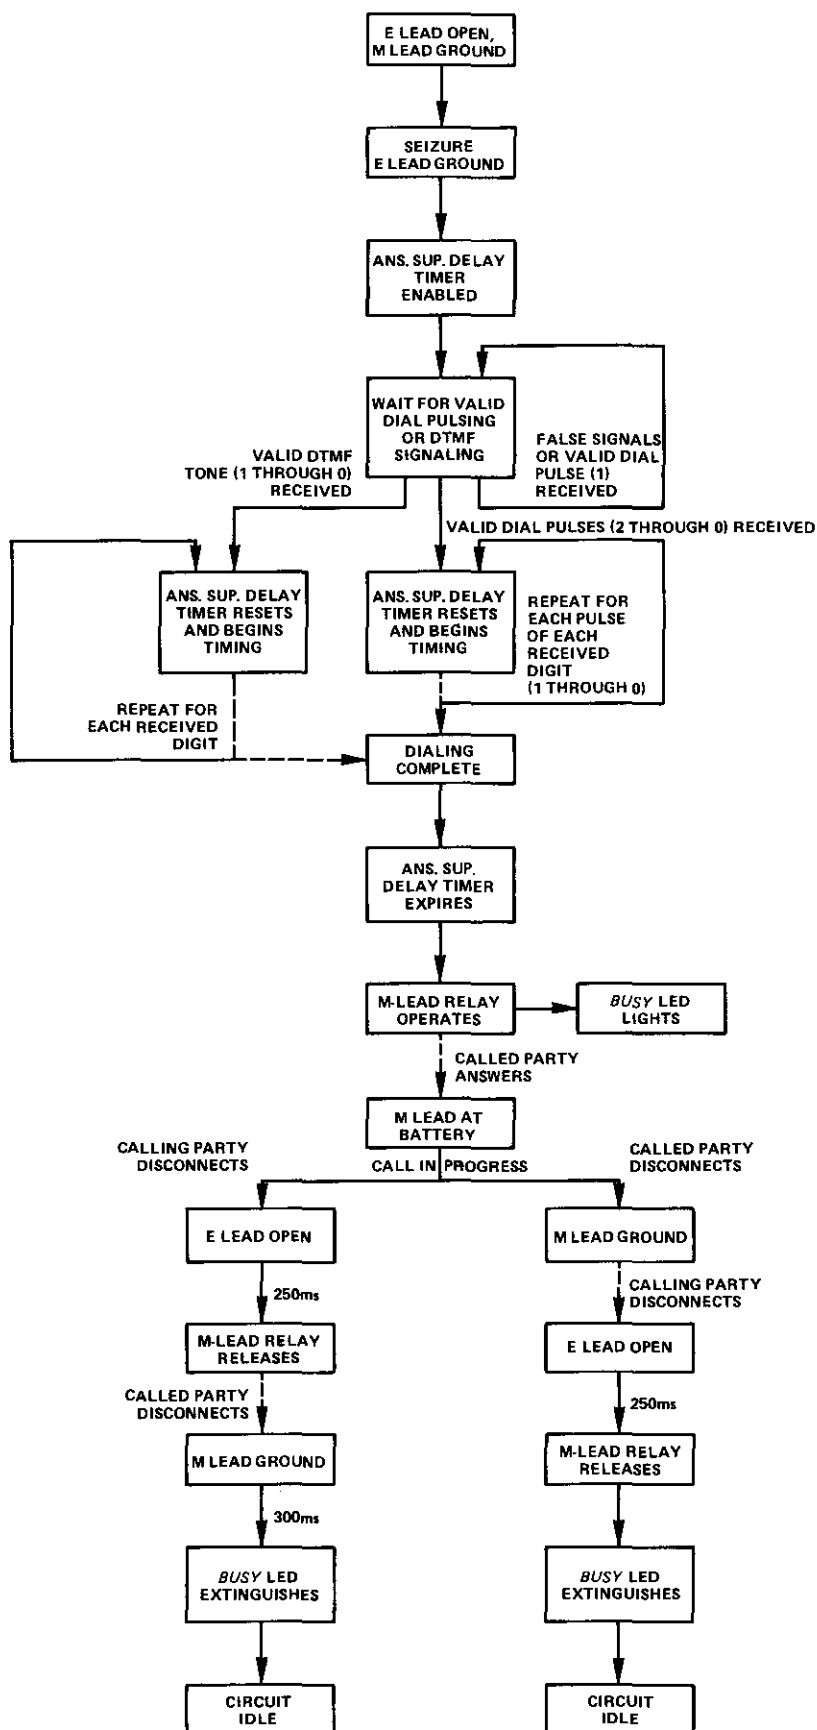 E LEAD OPEN,
M LEAD GROUND
SEIZURE
E LEAD GROUND
ANS. SUP. DELAY
TIMER
ENABLED
WAIT FOR VALID
DIAL PULSING
OR DTMF
SIGNALING
FALSE SIGNALS
OR VALID DIAL
PULSE (1)
RECEIVED
VALID DTMF
TONE (1 THROUGH 0)
RECEIVED
VALID DIAL PULSES (2 THROUGH 0) RECEIVED
ANS. SUP. DELAY
TIMER RESETS
AND BEGINS
TIMING
ANS. SUP. DELAY
TIMER RESETS
AND BEGINS
TIMING
REPEAT FOR
EACH PULSE
OF EACH
RECEIVED
DIGIT
(1 THROUGH 0)
REPEAT FOR
EACH RECEIVED
DIGIT
DIALING
COMPLETE
ANS. SUP.
DELAY TIMER
EXPIRES
M-LEAD RELAY
OPERATES
BUSY LED
LIGHTS
CALLED PARTY
ANSWERS
M LEAD AT
BATTERY
CALLING PARTY
DISCONNECTS
CALL IN PROGRESS
CALLED PARTY
DISCONNECTS
E LEAD OPEN
250ms
M-LEAD RELAY
RELEASES
CALLED PARTY
DISCONNECTS
M LEAD GROUND
300ms
BUSY LED
EXTINGUISHES
CIRCUIT
IDLE
M LEAD GROUND
CALLING PARTY
DISCONNECTS
E LEAD OPEN
250ms
M-LEAD RELAY
RELEASES
BUSY LED
EXTINGUISHES
CIRCUIT
IDLE